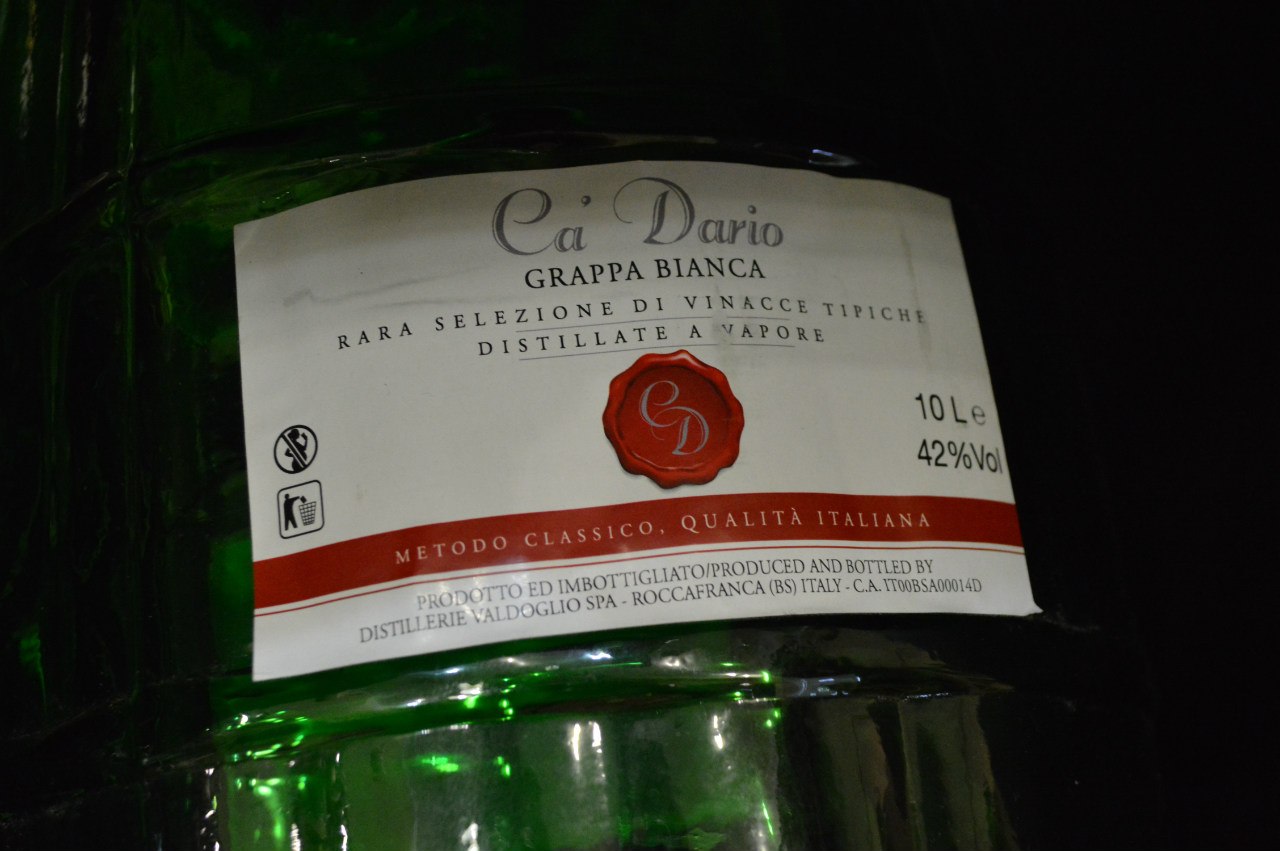 Ca' Dario
GRAPPA BIANCA
RARA SELEZIONE DI VINACCE TIPICHE
DISTILLATE A VAPORE
CD
10 L e
42%Vol
METODO CLASSICO, QUALITÀ ITALIANA
PRODOTTO ED IMBOTTIGLIATO/PRODUCED AND BOTTLED BY
DISTILLERIE VALDOGLIO SPA - ROCCAFRANCA (BS) ITALY - C.A. IT00BSA00014D